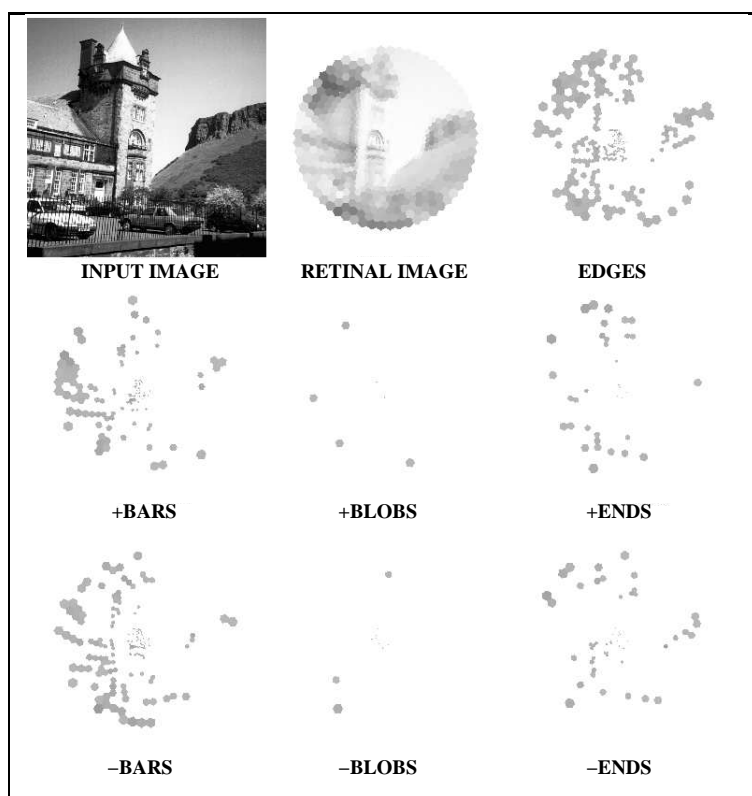 INPUT IMAGE RETINAL IMAGE EDGES
+BARS +BLOBS +ENDS
−BARS −BLOBS −ENDS